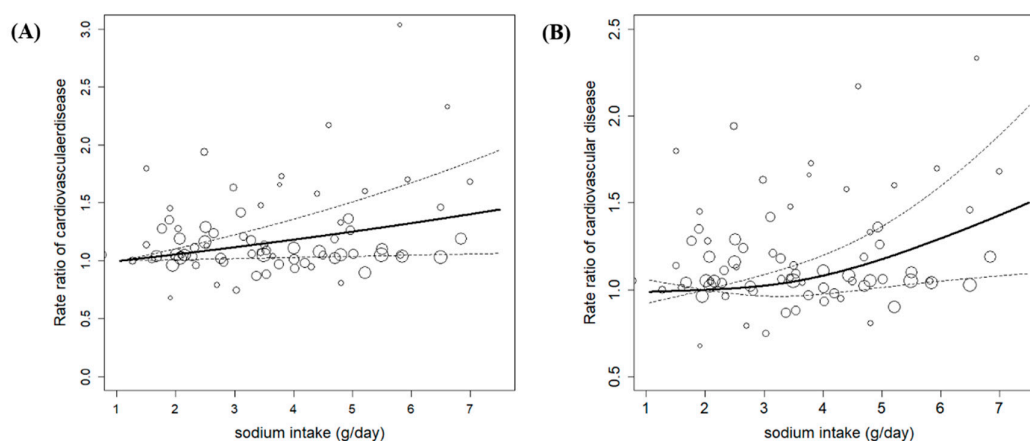 (A)
Rate ratio of cardiovasculaerdisease
3.0
2.5
2.0
1.5
1.0
0.5
0.0
1 2 3 4 5 6 7
sodium intake (g/day)
(B)
Rate ratio of cardiovascular disease
2.5
2.0
1.5
1.0
0.5
1 2 3 4 5 6 7
sodium intake (g/day)